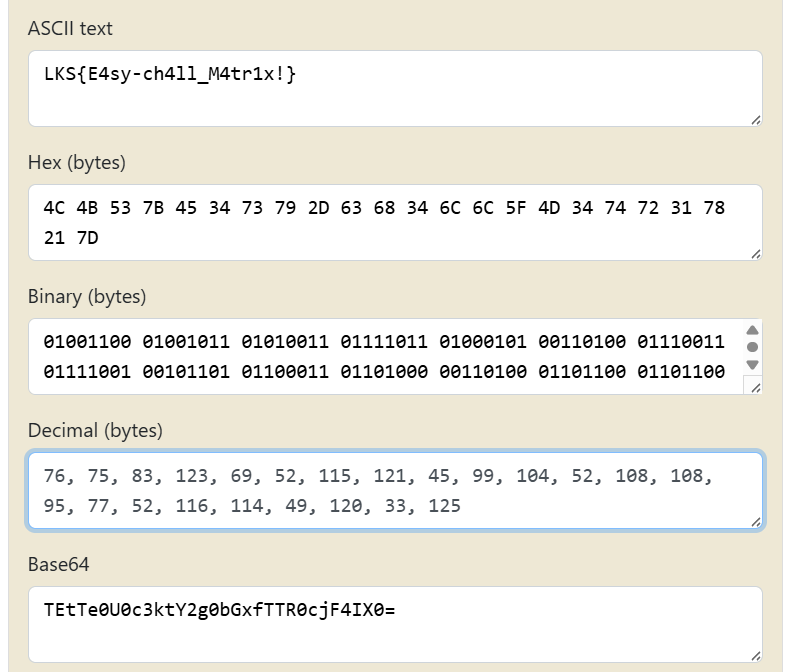 ASCII text
LKS{E4sy-ch4ll_M4tr1x!}
Hex (bytes)
4C 4B 53 7B 45 34 73 79 2D 63 68 34 6C 6C 5F 4D 34 74 72 31 78
21 7D
Binary (bytes)
01001100 01001011 01010011 01111011 01000101 00110100 01110011
01111001 00101101 01100011 01101000 00110100 01101100 01101100
Decimal (bytes)
76, 75, 83, 123, 69, 52, 115, 121, 45, 99, 104, 52, 108, 108,
95, 77, 52, 116, 114, 49, 120, 33, 125
Base64
TEtTe0U0c3ktY2g0bGxfTTR0cjF4IX0=